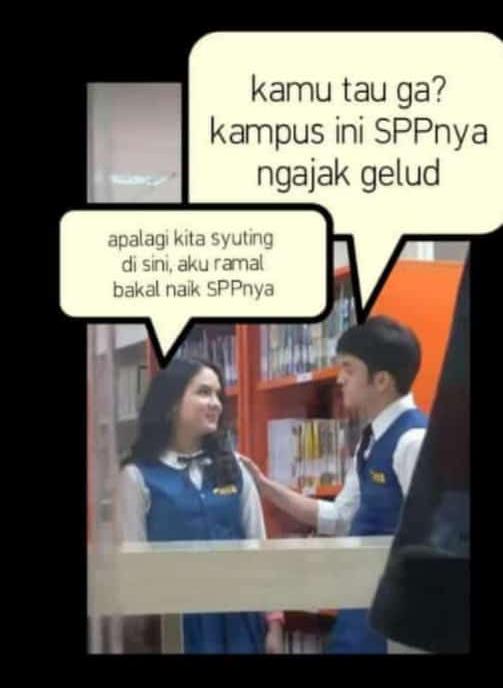 kamu tau ga?
kampus ini SPPnya
ngajak gelud
apalagi kita syuting
di sini, aku ramal
bakal naik SPPnya